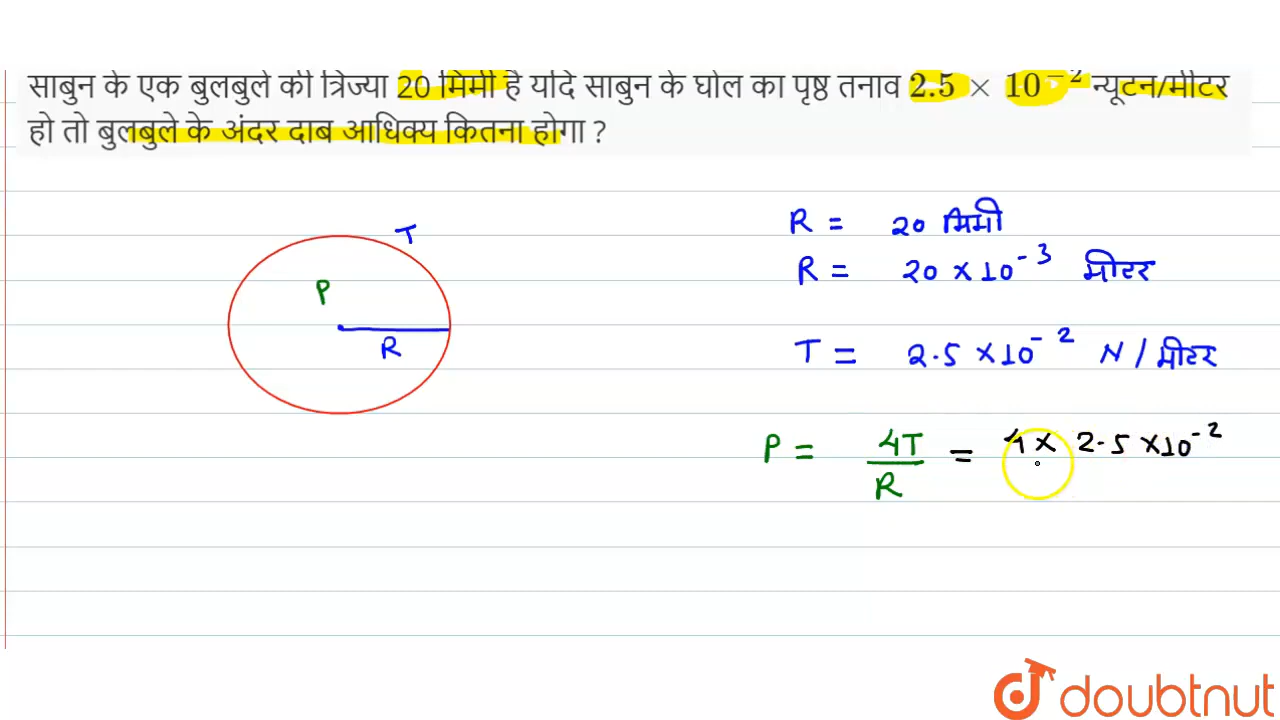 साबुन के एक बुलबुले की त्रिज्या 20 मिमी है यदि साबुन के घोल का पृष्ठ तनाव 2.5 × 10⁻² न्यूटन/मीटर
हो तो बुलबुले के अंदर दाब आधिक्य कितना होगा ?
R = 20 मिमी
T
R = 20 × 10⁻³ मीटर
P
R
T = 2.5 × 10⁻² N / मीटर
P = 4T/R = 4 × 2.5 × 10⁻²
doubtnut